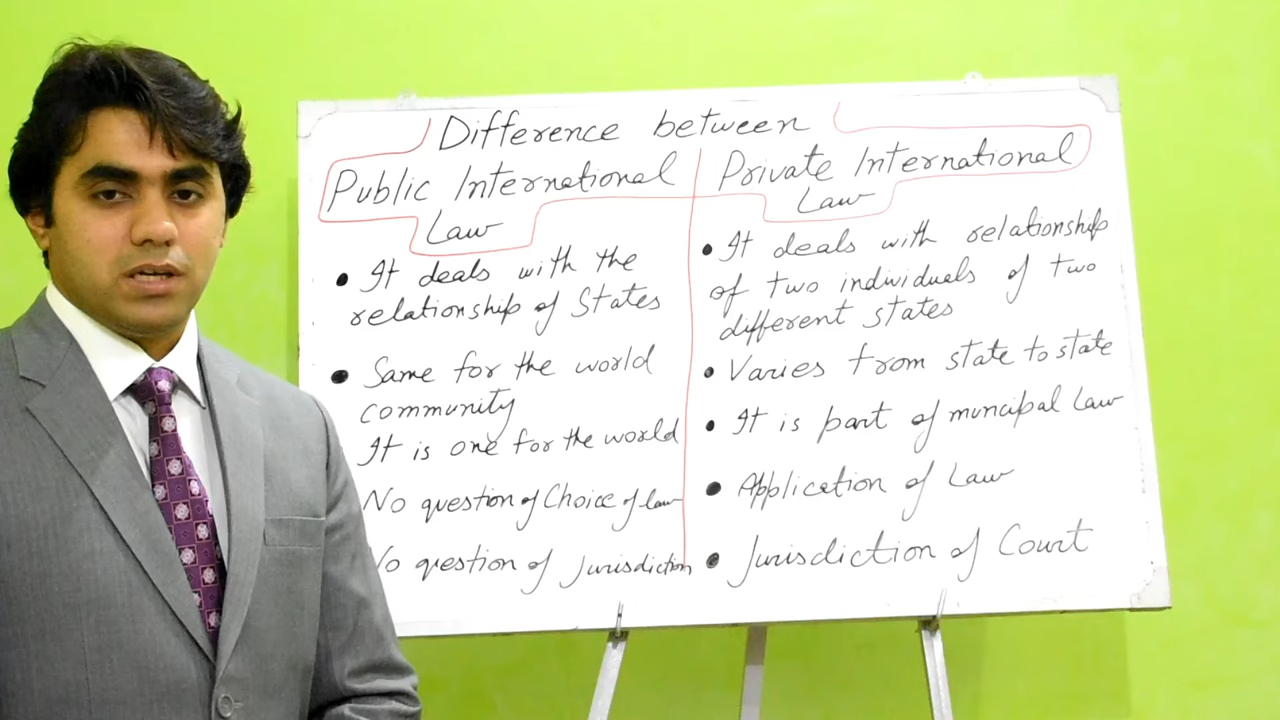 Difference between
Public International
Law
• It deals with the
relationship of States
• Same for the world
community
It is one for the world
No question of Choice of law
No question of Jurisdiction
Private International
Law
• It deals with relationship
of two individuals of two
different states
• Varies from state to state
• It is part of muncipal Law
• Application of Law
• Jurisdiction of Court